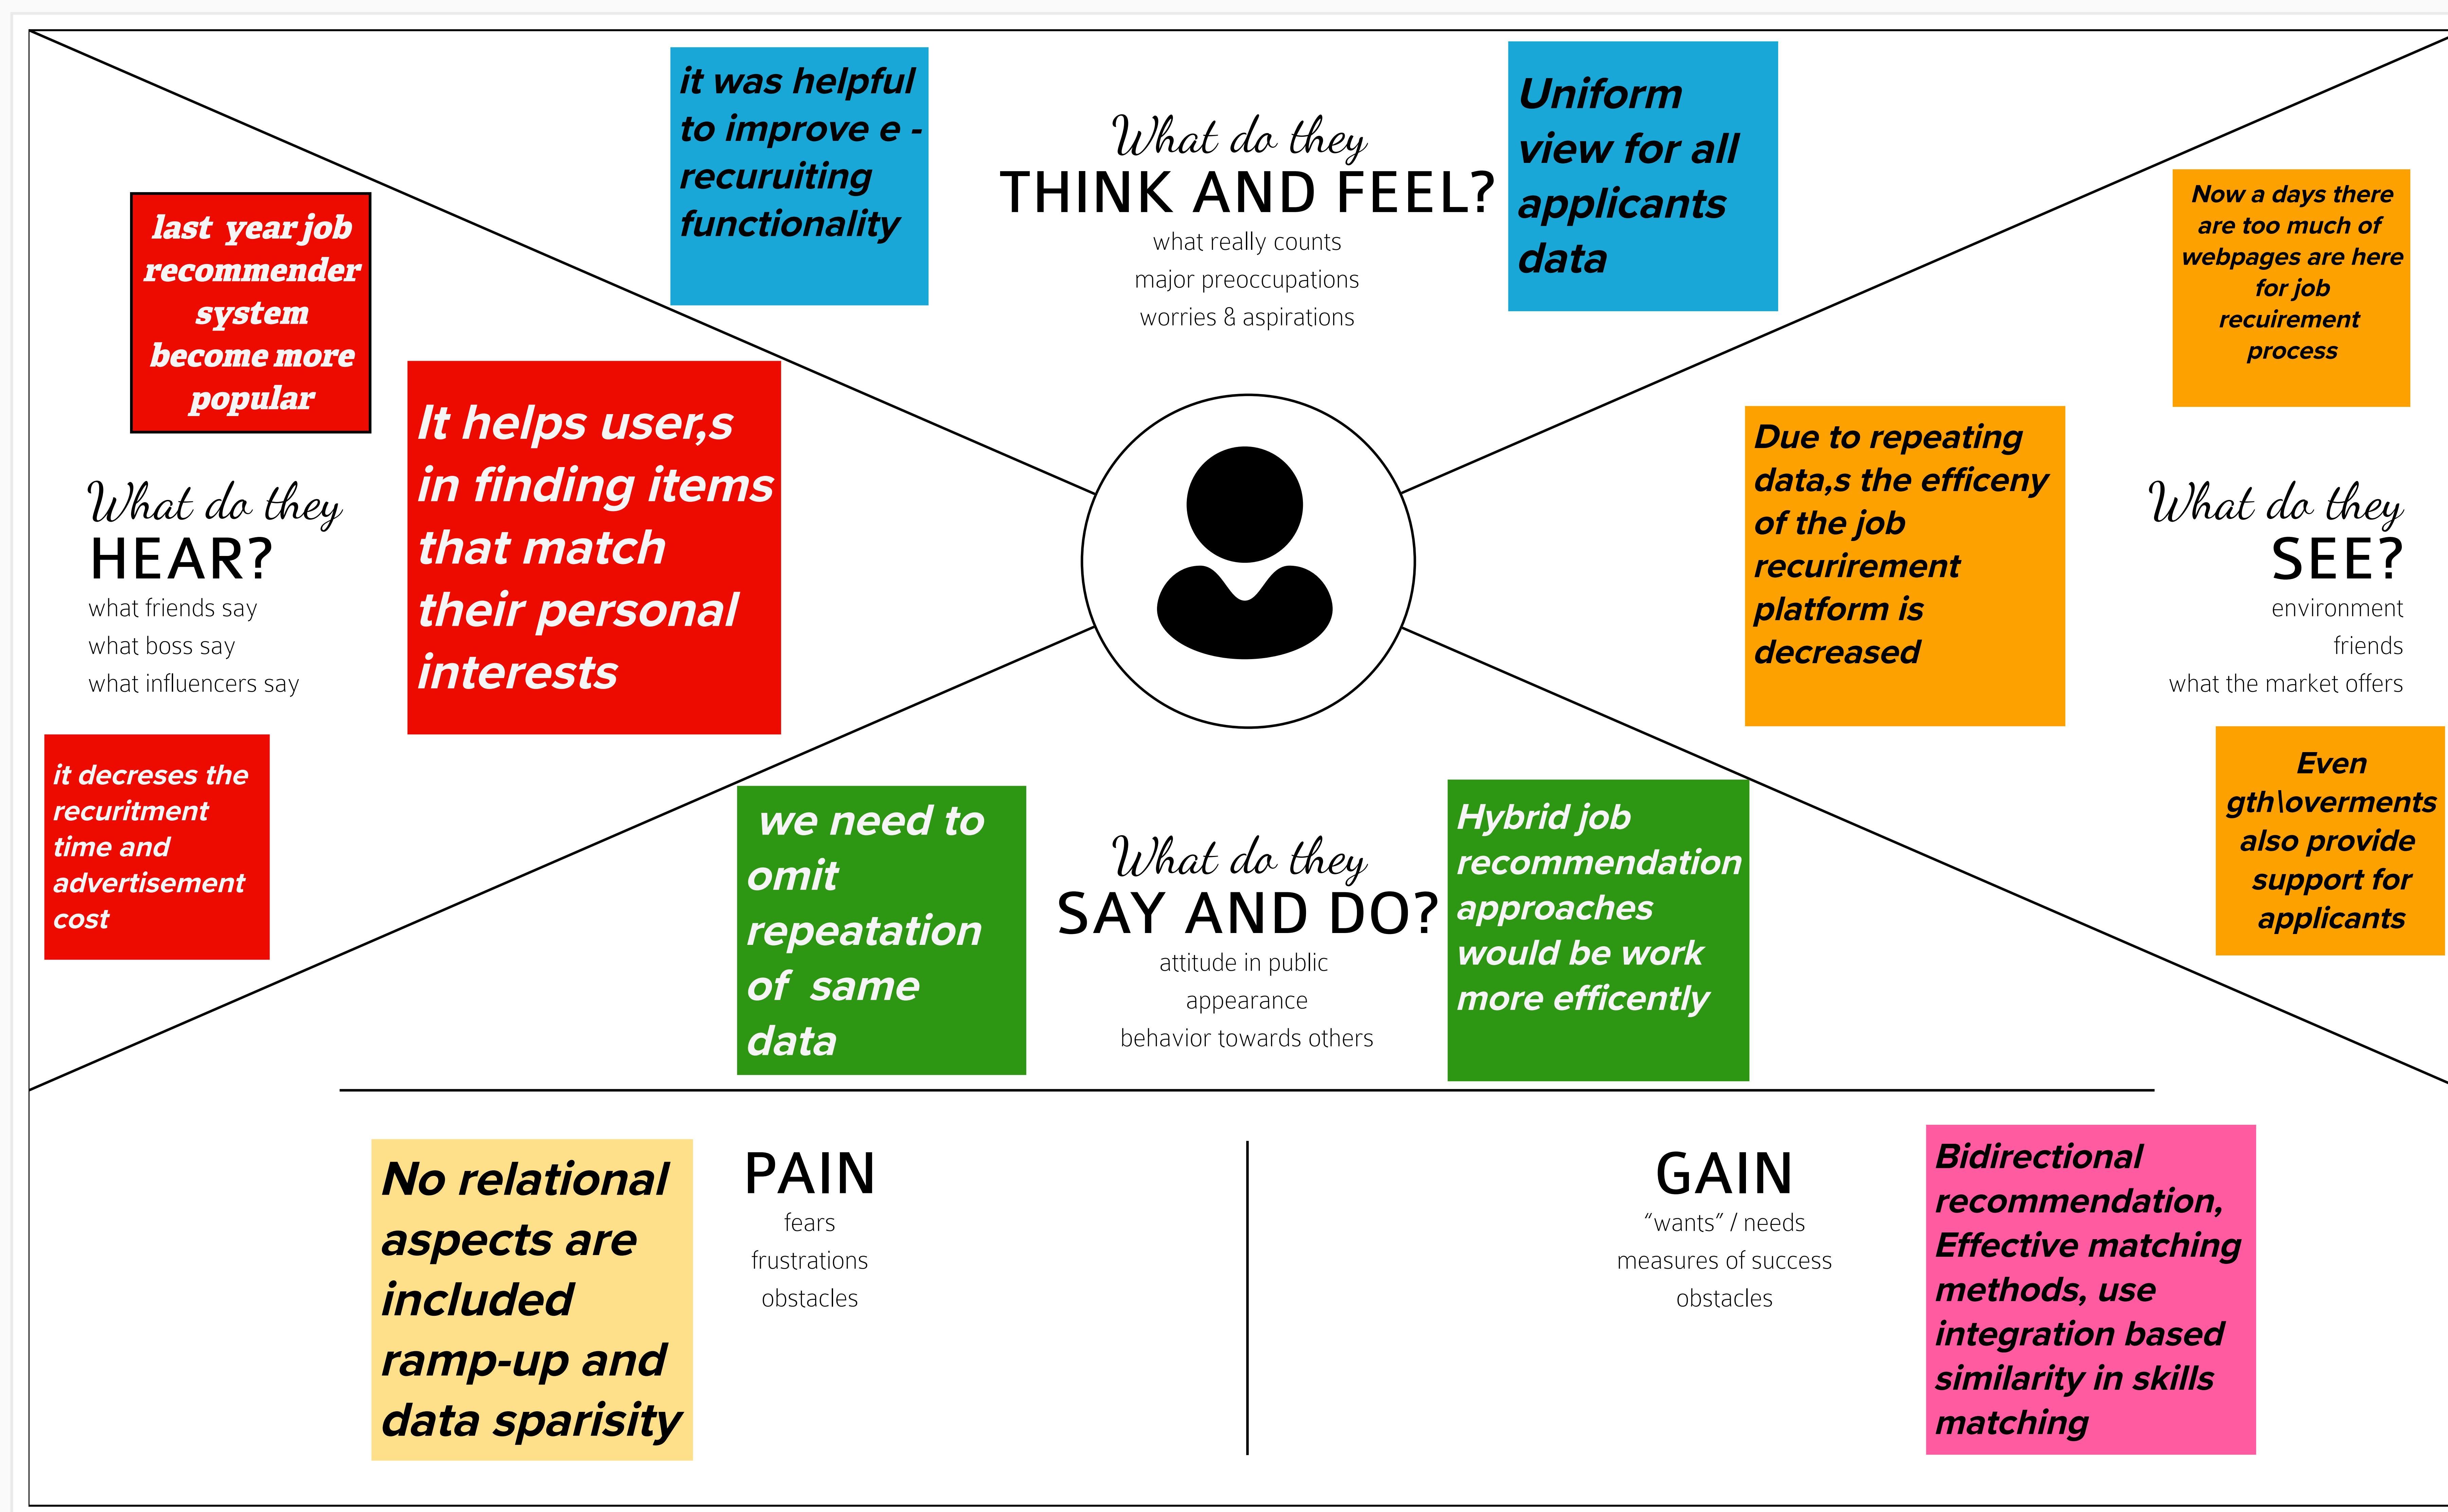 it was helpful
to improve e -
recuruiting
functionality
What do they
THINK AND FEEL?
what really counts
major preoccupations
worries & aspirations
Uniform
view for all
applicants
data
last  year job
recommender
system
become more
popular
It helps user,s
in finding items
that match
their personal
interests
What do they
HEAR?
what friends say
what boss say
what influencers say
it decreses the
recuritment
time and
advertisement
cost
Now a days there
are too much of
webpages are here
for job
recuirement
process
Due to repeating
data,s the efficeny
of the job
recurirement
platform is
decreased
What do they
SEE?
environment
friends
what the market offers
Even
gth\overments
also provide
support for
applicants
we need to
omit
repeatation
of  same
data
What do they
SAY AND DO?
attitude in public
appearance
behavior towards others
Hybrid job
recommendation
approaches
would be work
more efficently
No relational
aspects are
included
ramp-up and
data sparisity
PAIN
fears
frustrations
obstacles
GAIN
“wants” / needs
measures of success
obstacles
Bidirectional
recommendation,
Effective matching
methods, use
integration based
similarity in skills
matching